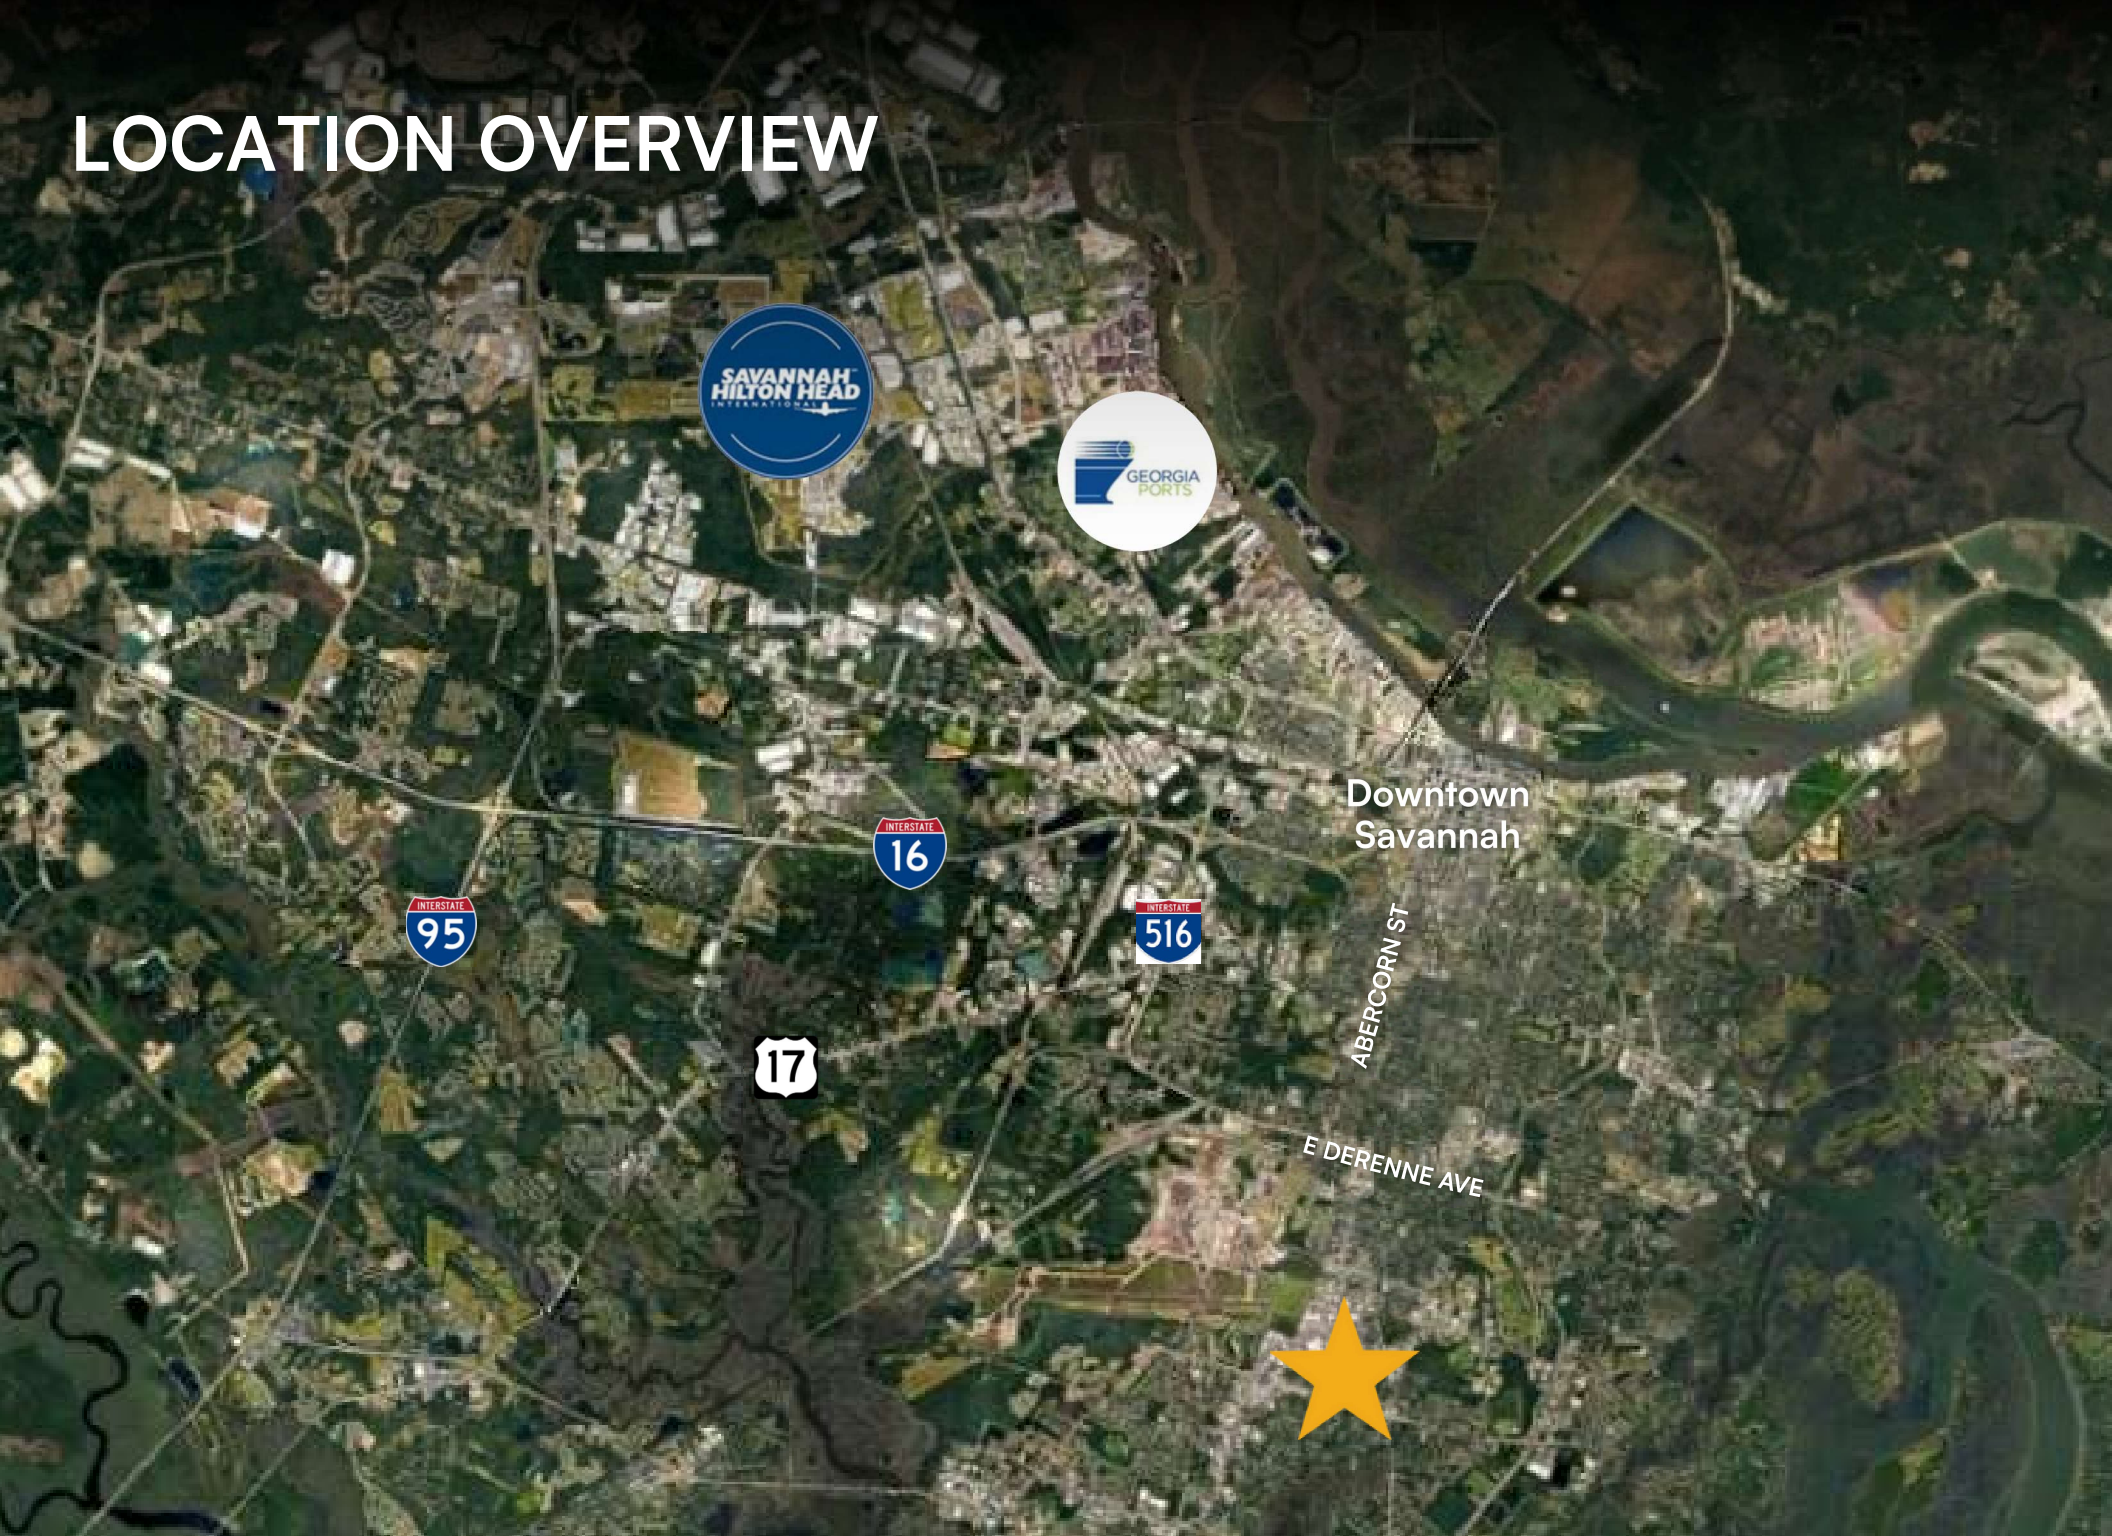 LOCATION OVERVIEW
SAVANNAH
HILTON HEAD
INTERNATIONAL
GEORGIA
PORTS
Downtown
Savannah
INTERSTATE
16
INTERSTATE
95
INTERSTATE
516
ABERCORN ST
17
E DERENNE AVE